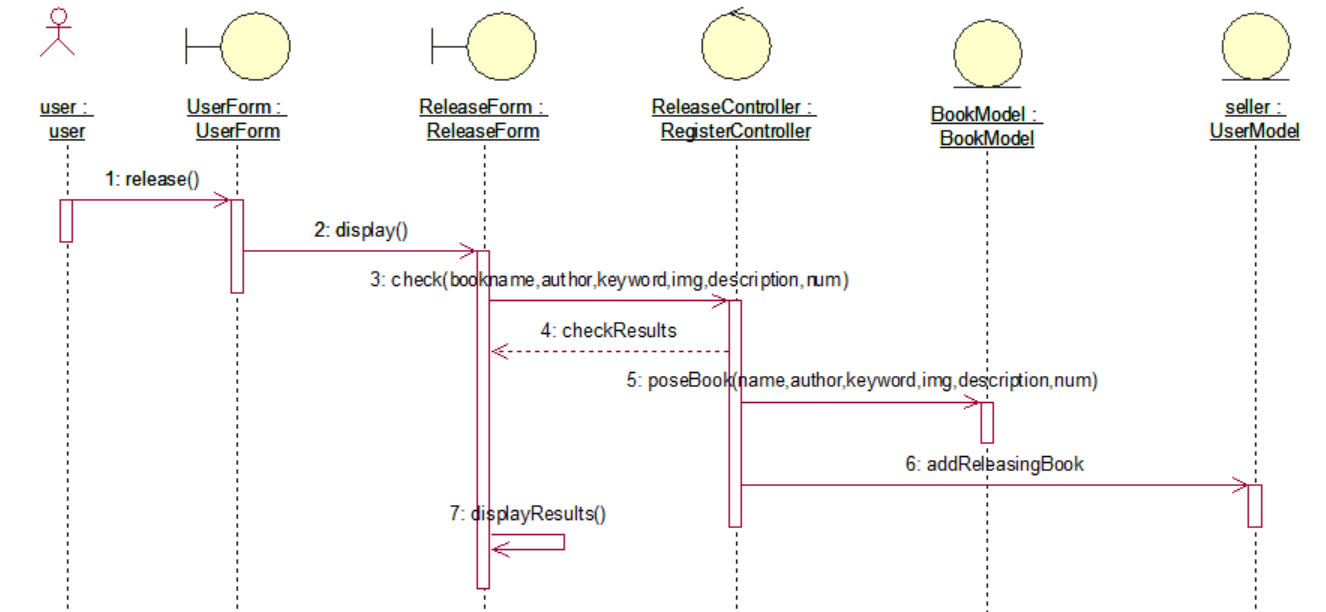 user :
user
UserForm :
UserForm
ReleaseForm :
ReleaseForm
ReleaseController :
RegisterController
BookModel :
BookModel
seller :
UserModel
1: release()
2: display()
3: check(bookname,author,keyword,img,description,num)
4: checkResults
5: poseBook(name,author,keyword,img,description,num)
6: addReleasingBook
7: displayResults()